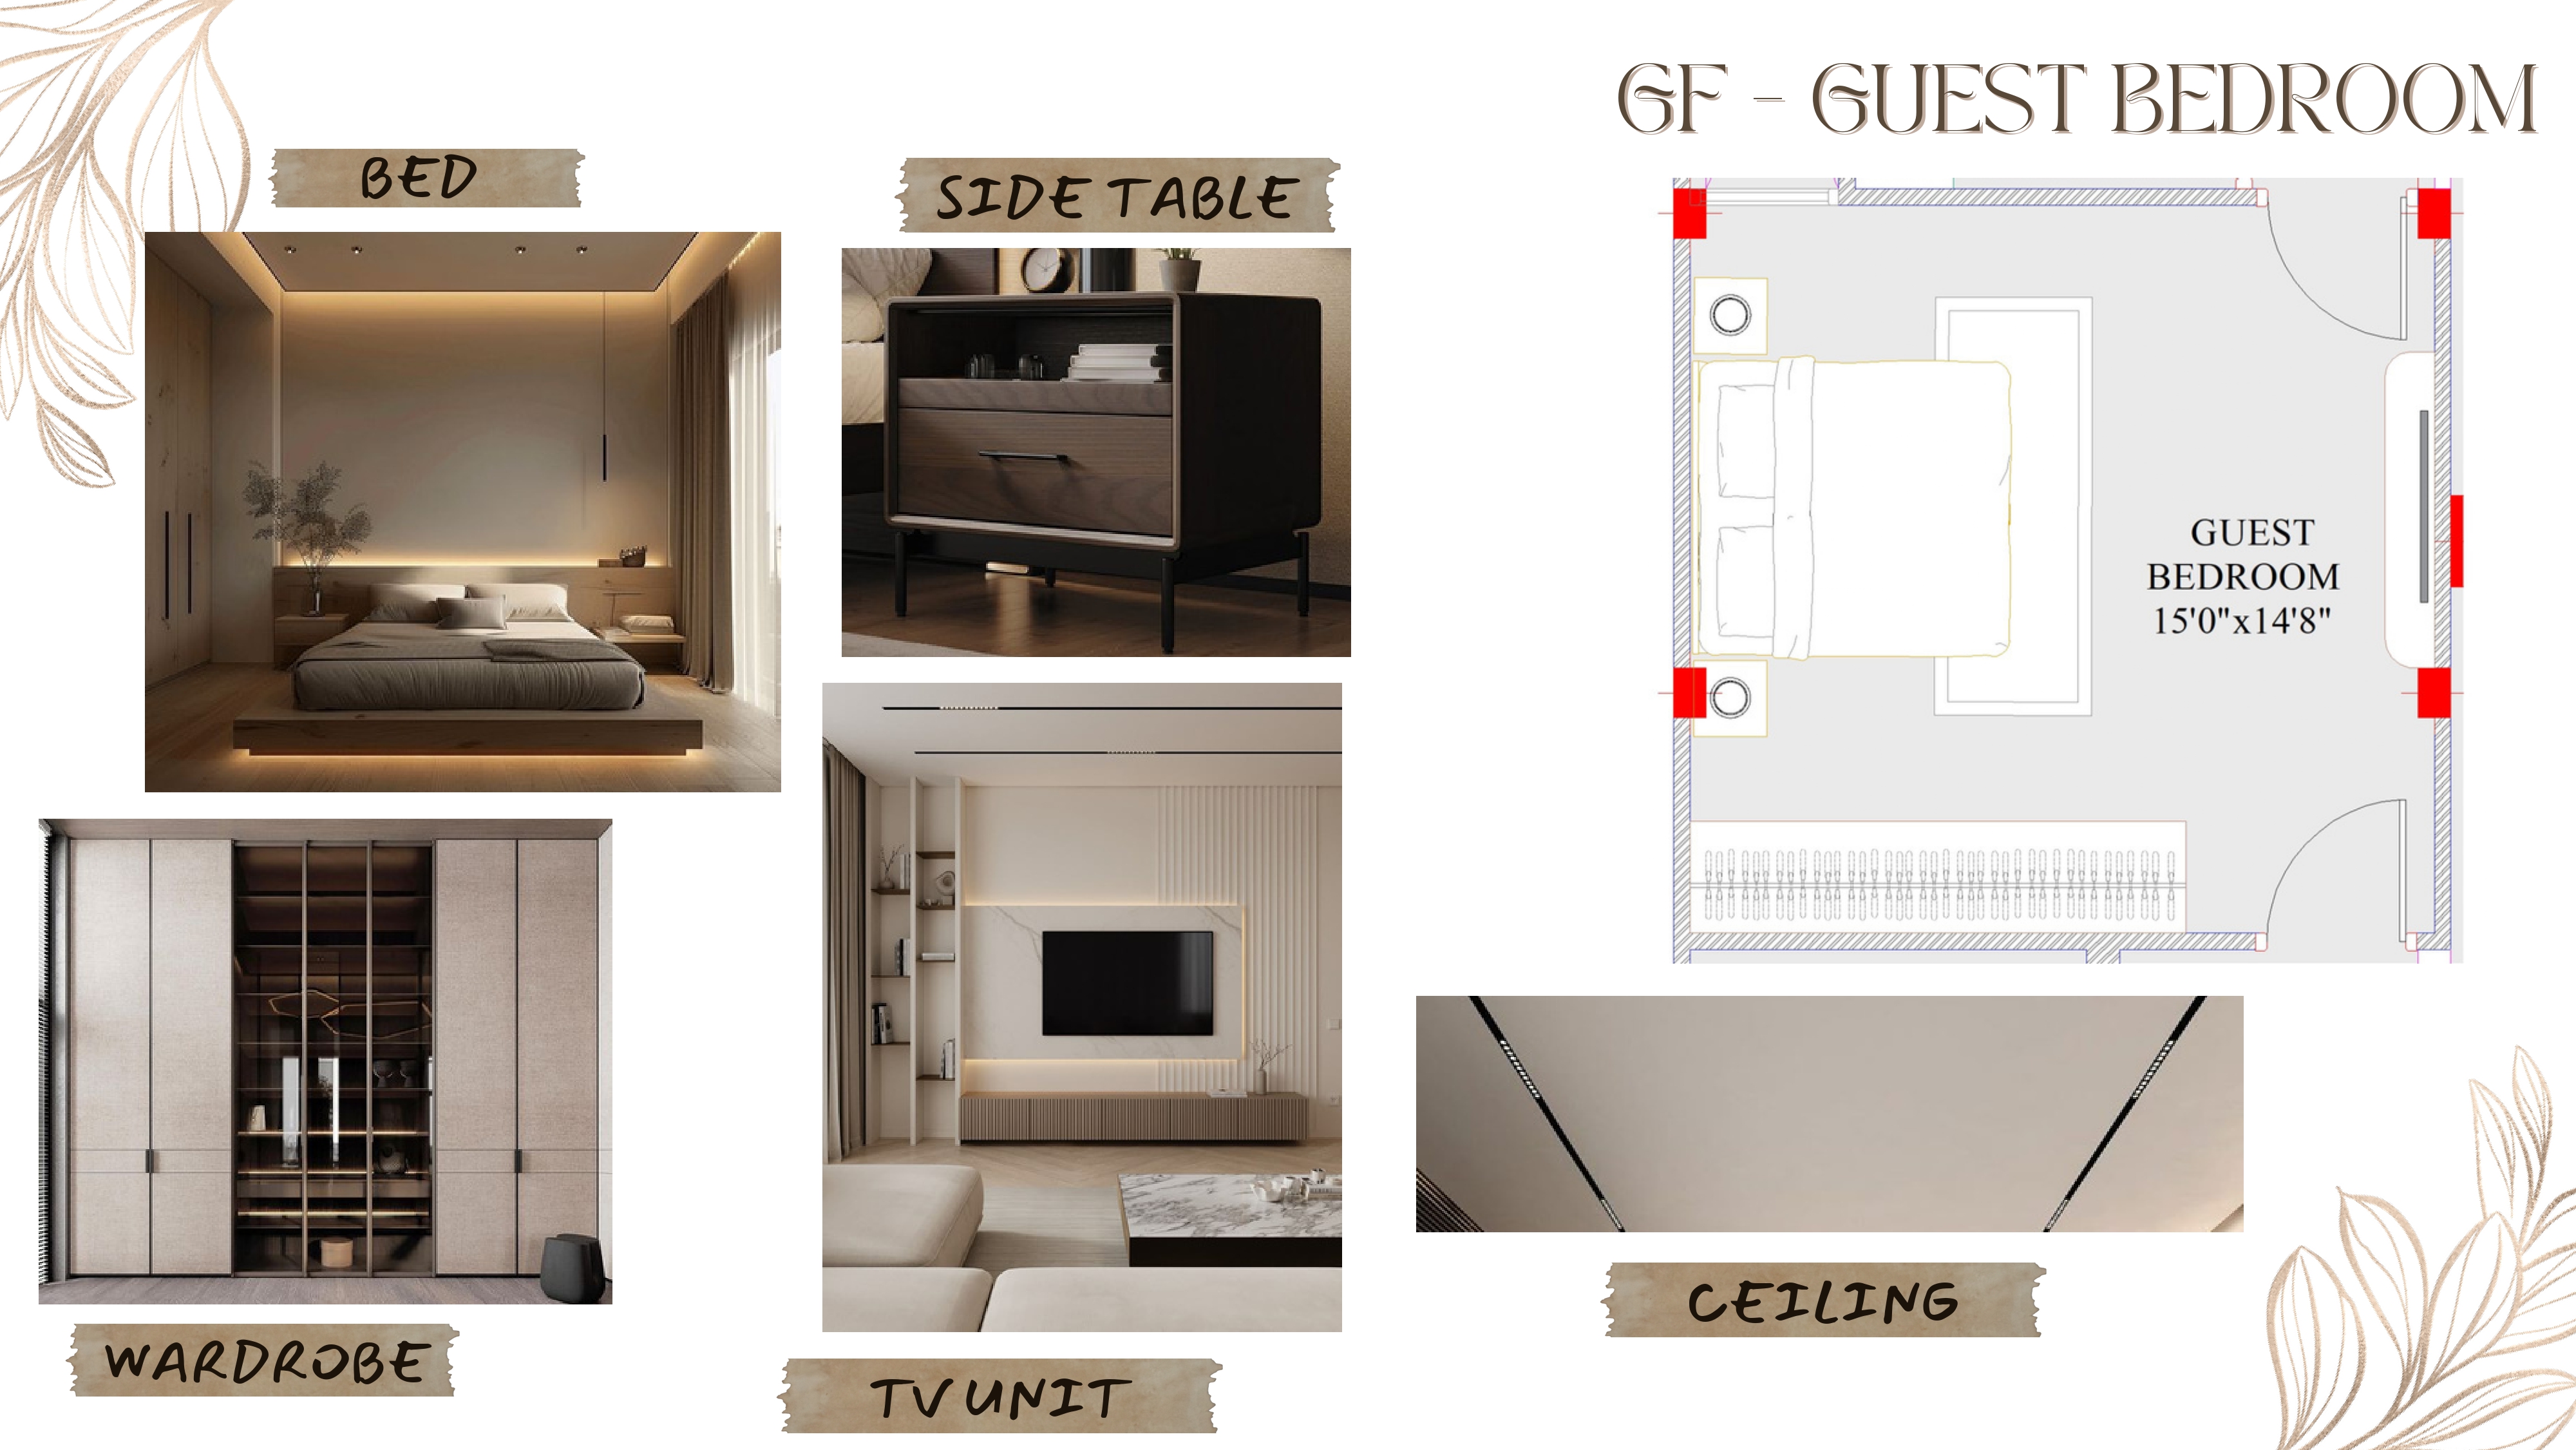 GF - GUEST BEDROOM
BED
SIDE TABLE
GUEST
BEDROOM
15'0"x14'8"
WARDROBE
TV UNIT
CEILING